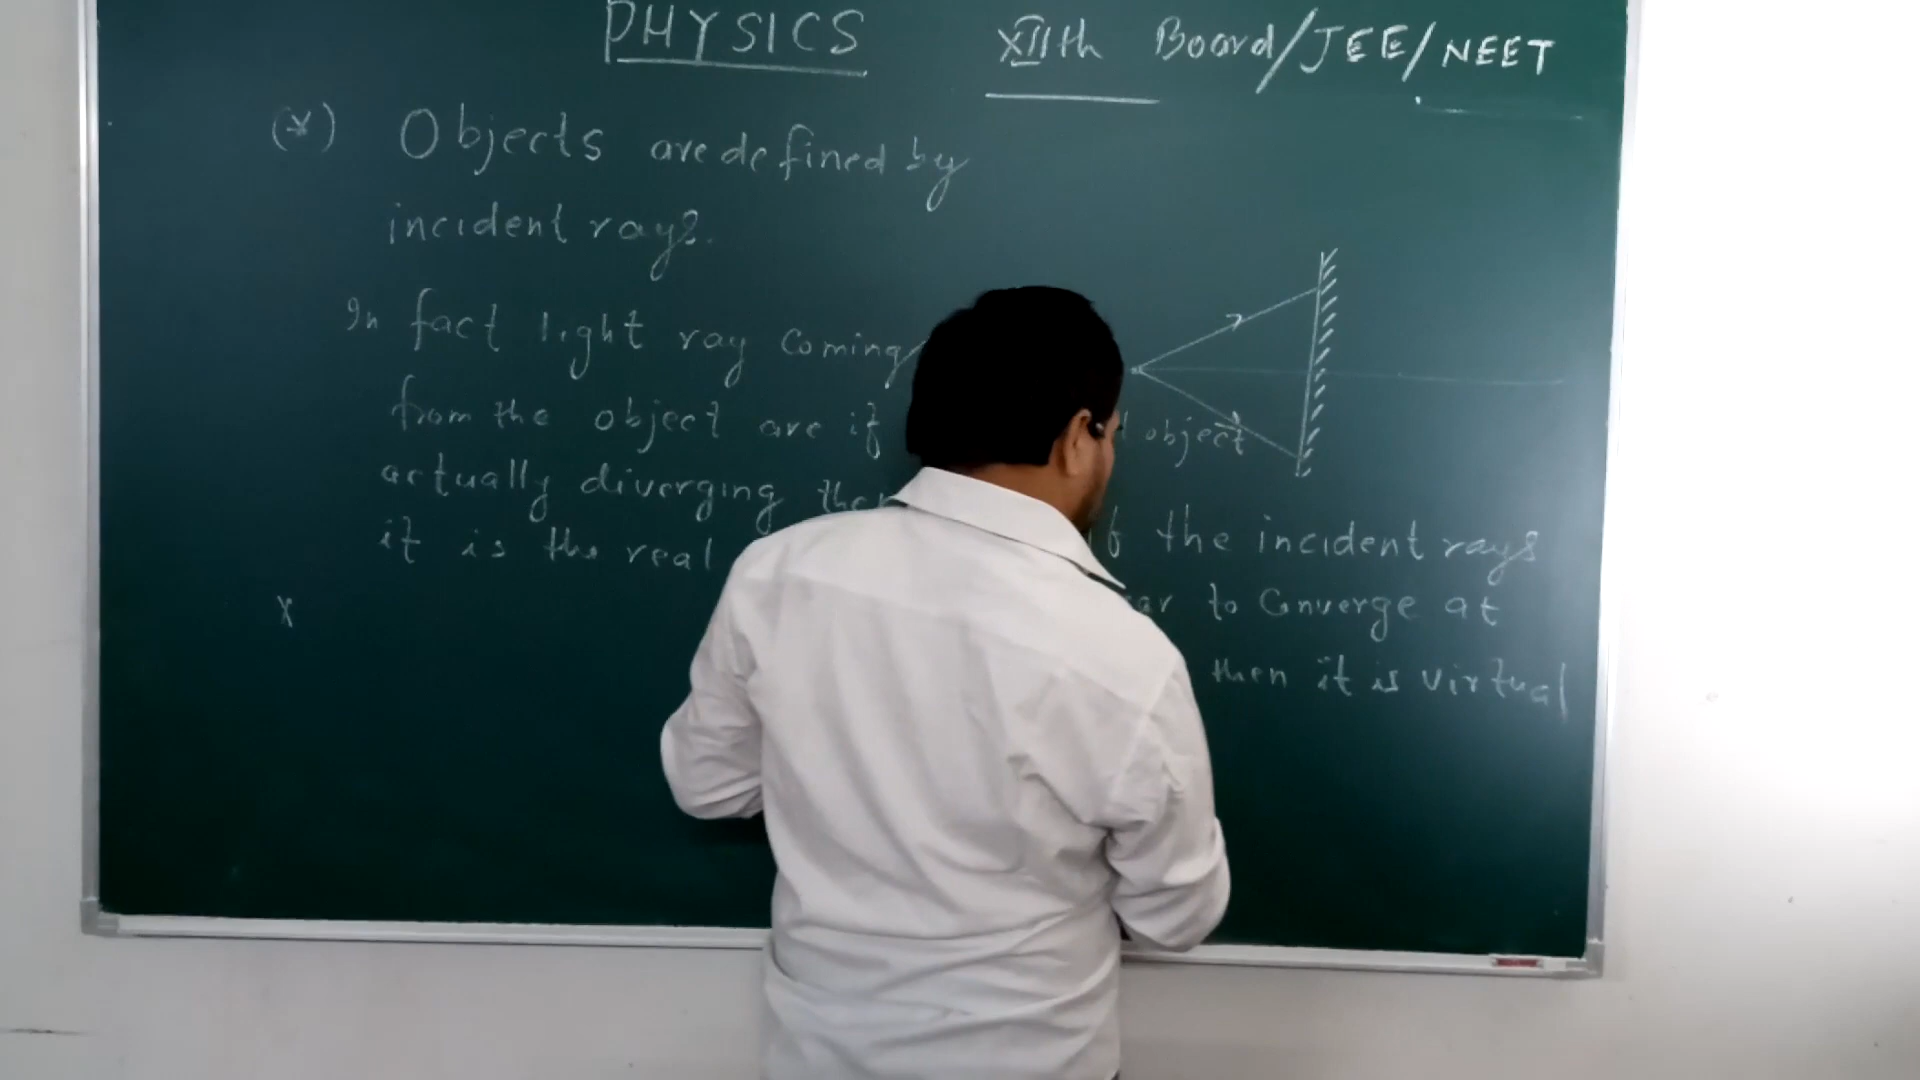 PHYSICS XIIth Board/JEE/NEET
(*) Objects are defined by
incident rays.
In fact light ray coming
from the object are if
actually diverging then
it is the real
object
the incident rays
to Converge at
then it is virtual